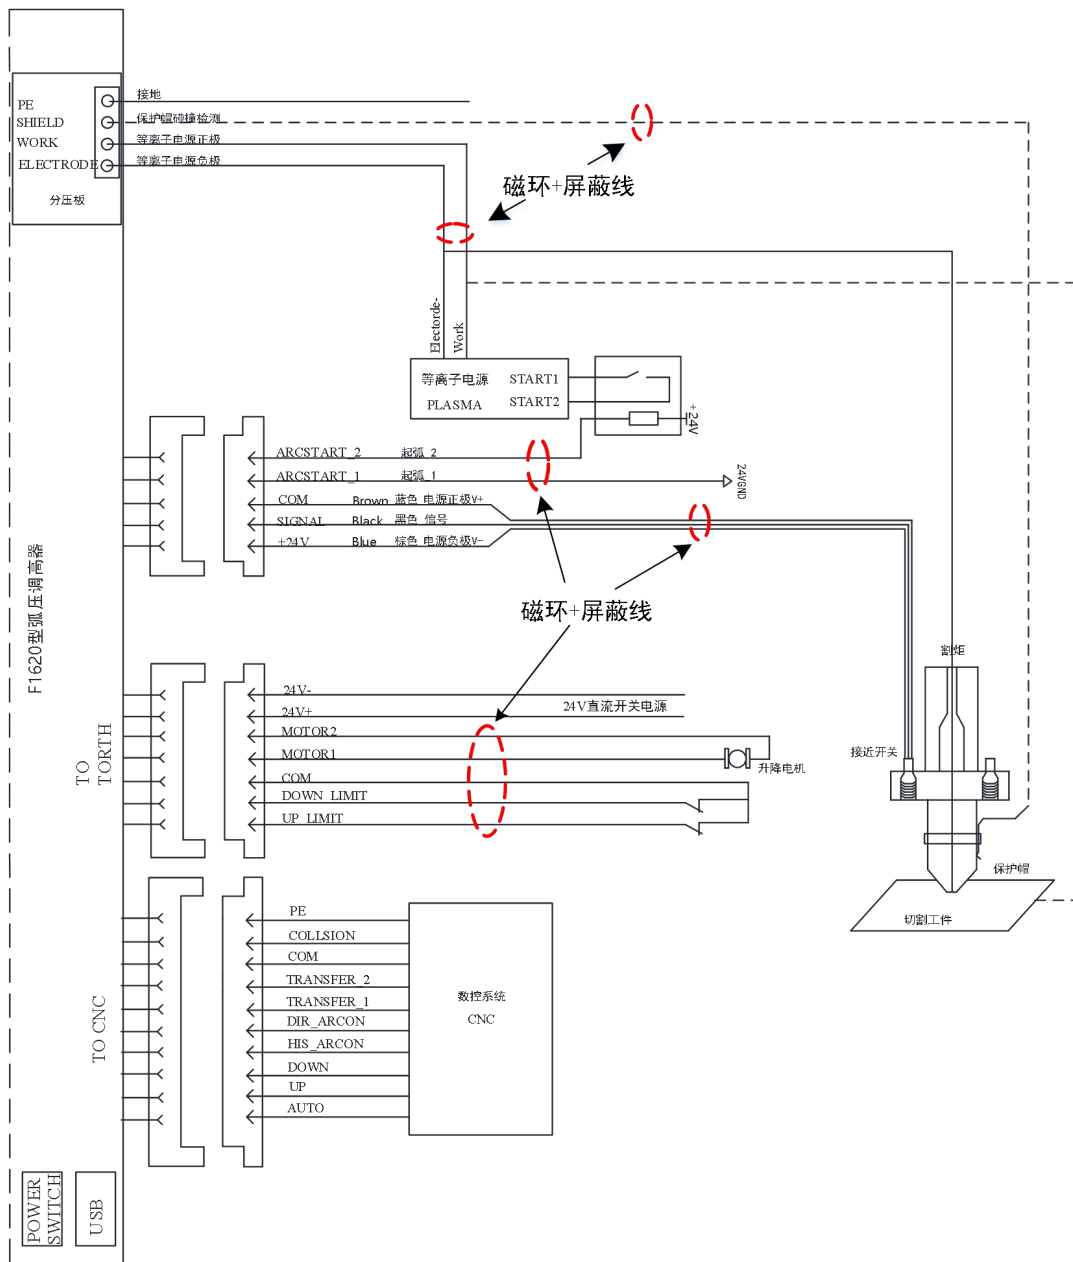 PE
SHIELD
WORK
ELECTRODE
分压板
接地
保护帽碰撞检测
等离子电源正极
等离子电源负极
磁环+屏蔽线
Electorde-
Work
等离子电源
PLASMA
START1
START2
+24V
ARCSTART_2 起弧_2
ARCSTART_1 起弧_1
24VGND
COM Brown 蓝色 电源正极V+
SIGNAL Black 黑色 信号
+24V Blue 棕色 电源负极V-
磁环+屏蔽线
F1620型弧压调高器
割炬
24V-
24V+
24V直流开关电源
MOTOR2
MOTOR1
升降电机
COM
DOWN_LIMIT
UP_LIMIT
TO
TORTH
接近开关
保护帽
切割工件
PE
COLLSION
COM
TRANSFER_2
TRANSFER_1
DIR_ARCON
HIS_ARCON
DOWN
UP
AUTO
数控系统
CNC
TO CNC
POWER
SWITCH
USB